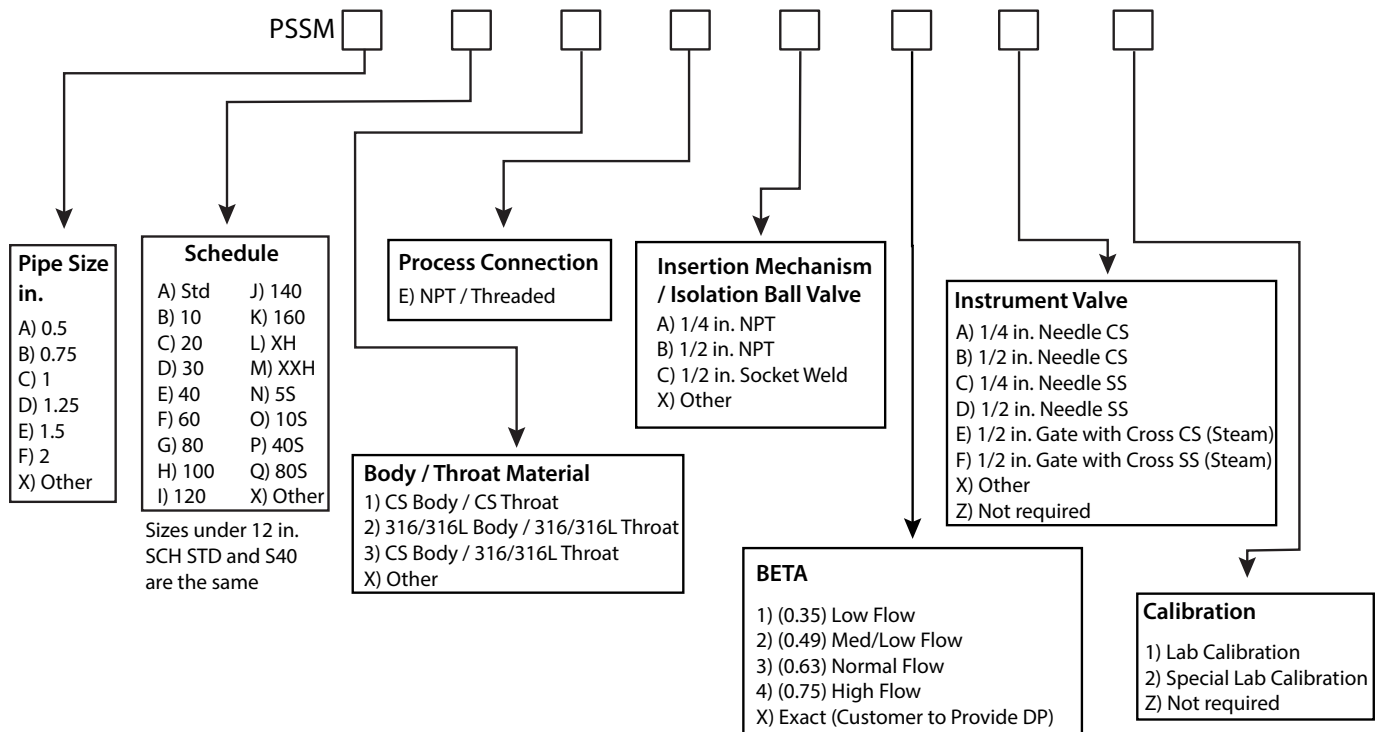 PSSM
Pipe Size
in.
A) 0.5
B) 0.75
C) 1
D) 1.25
E) 1.5
F) 2
X) Other
Schedule
A) Std
B) 10
C) 20
D) 30
E) 40
F) 60
G) 80
H) 100
I) 120
J) 140
K) 160
L) XH
M) XXH
N) 5S
O) 10S
P) 40S
Q) 80S
X) Other
Sizes under 12 in.
SCH STD and S40
are the same
Body / Throat Material
1) CS Body / CS Throat
2) 316/316L Body / 316/316L Throat
3) CS Body / 316/316L Throat
X) Other
Process Connection
E) NPT / Threaded
Insertion Mechanism
/ Isolation Ball Valve
A) 1/4 in. NPT
B) 1/2 in. NPT
C) 1/2 in. Socket Weld
X) Other
BETA
1) (0.35) Low Flow
2) (0.49) Med/Low Flow
3) (0.63) Normal Flow
4) (0.75) High Flow
X) Exact (Customer to Provide DP)
Instrument Valve
A) 1/4 in. Needle CS
B) 1/2 in. Needle CS
C) 1/4 in. Needle SS
D) 1/2 in. Needle SS
E) 1/2 in. Gate with Cross CS (Steam)
F) 1/2 in. Gate with Cross SS (Steam)
X) Other
Z) Not required
Calibration
1) Lab Calibration
2) Special Lab Calibration
Z) Not required